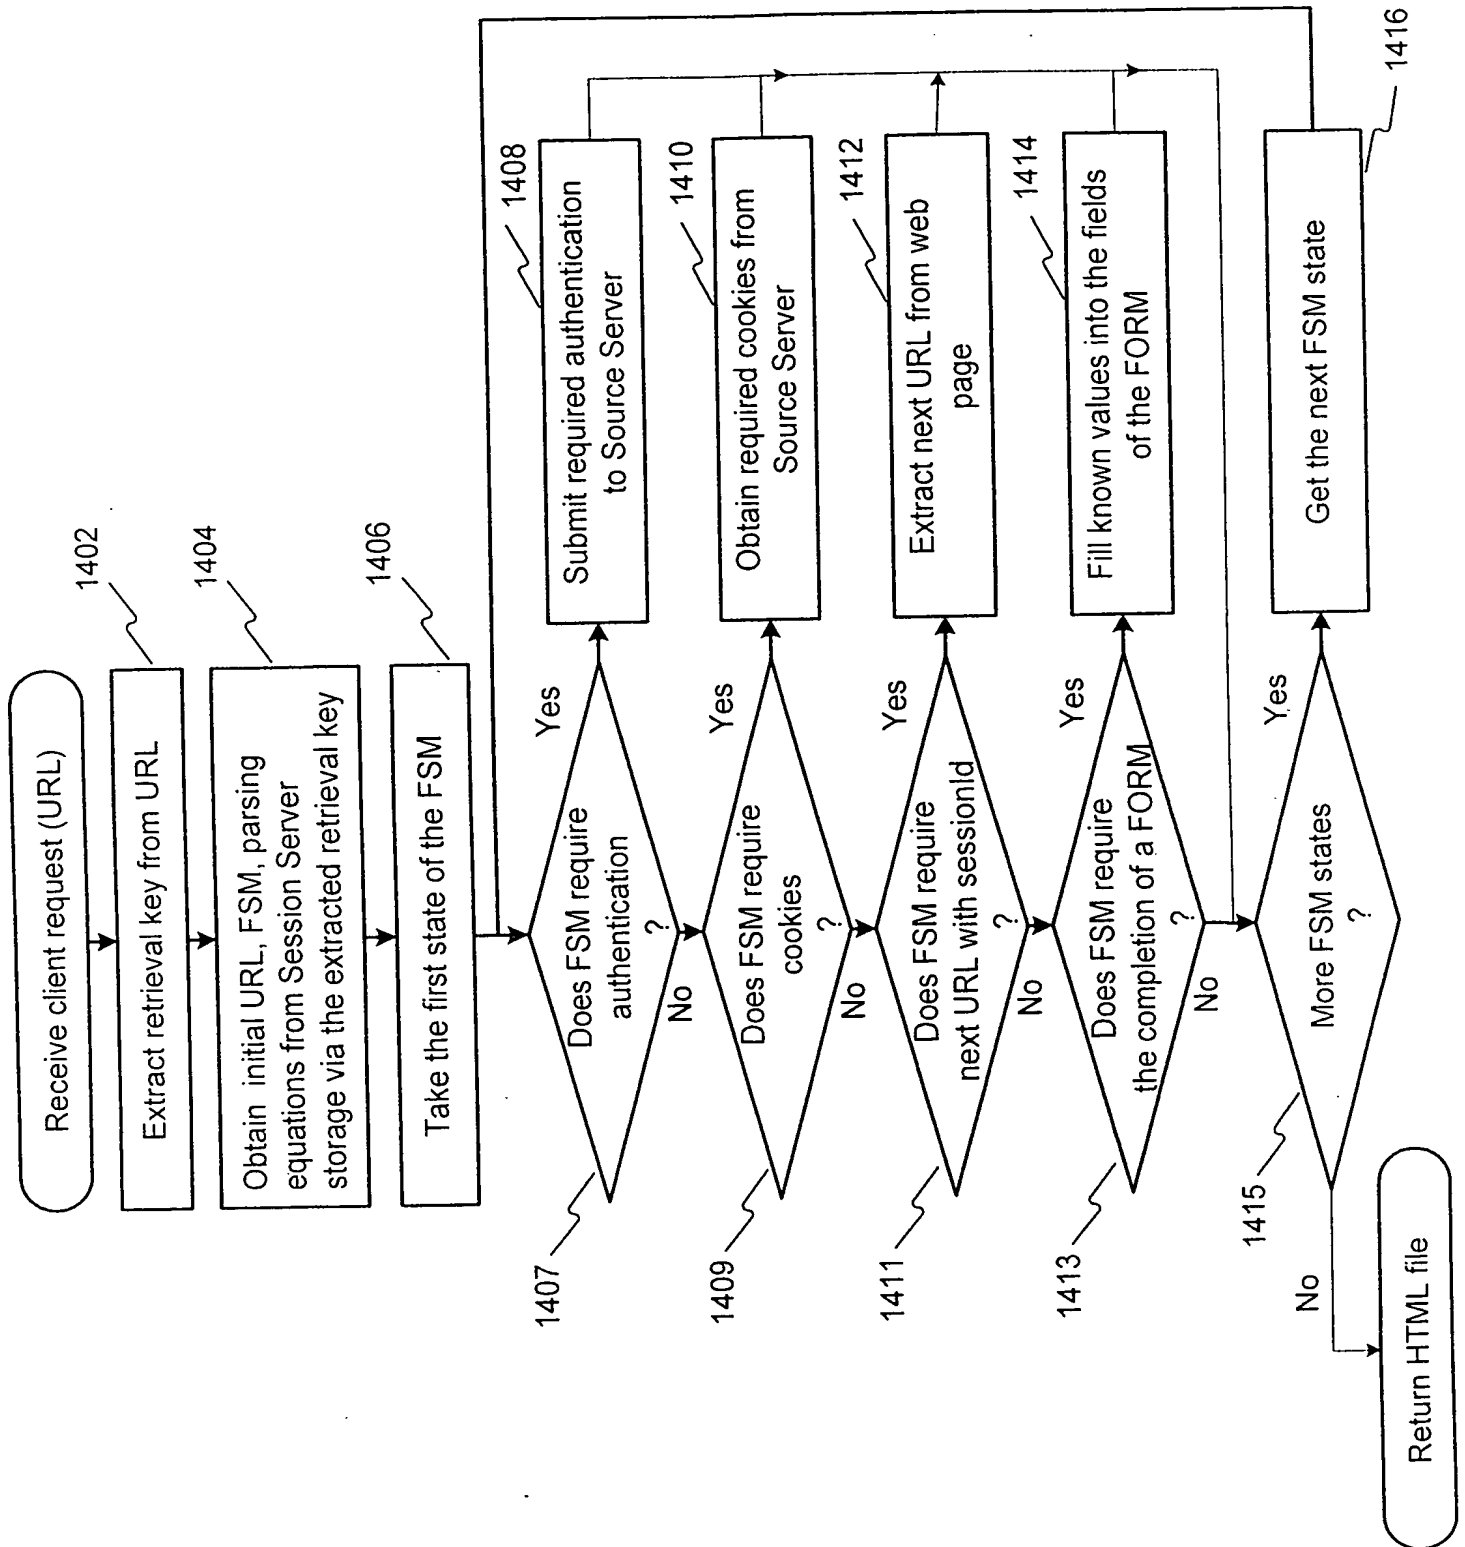 Receive client request (URL)
1402
Extract retrieval key from URL
1404
Obtain initial URL, FSM, parsing
equations from Session Server
storage via the extracted retrieval key
1406
Take the first state of the FSM
1407
Does FSM require
authentication
?
Yes
No
1408
Submit required authentication
to Source Server
1409
Does FSM require
cookies
?
Yes
No
1410
Obtain required cookies from
Source Server
1411
Does FSM require
next URL with sessionId
?
Yes
No
1412
Extract next URL from web
page
1413
Does FSM require
the completion of a FORM
?
Yes
No
1414
Fill known values into the fields
of the FORM
1415
More FSM states
?
Yes
No
Get the next FSM state
1416
Return HTML file